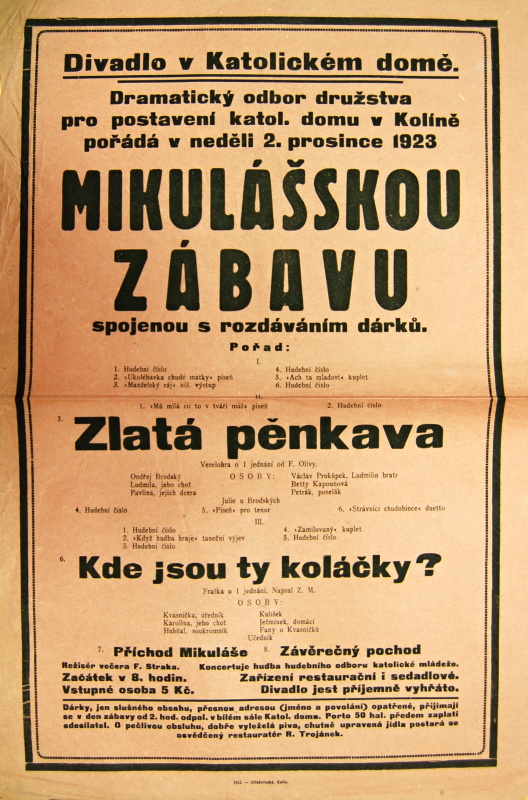 Divadlo v Katolickém domě.
Dramatický odbor družstva
pro postavení katol. domu v Kolíně
pořádá v neděli 2. prosince 1923
MIKULÁŠSKOU
ZÁBAVU
spojenou s rozdáváním dárků.
Pořad:
I.
1. Hudební číslo
2. »Ukolébavka chudé matky« píseň
3. »Manželský ráj« sól. výstup
4. Hudební číslo
5. »Ach ta mladost« kuplet
6. Hudební číslo
II.
1. »Má milá co to v tváři máš« píseň 2. Hudební číslo
3. Zlatá pěnkava
Veselohra o 1 jednání od F. Olivy.
OSOBY:
Ondřej Brodský
Ludmila, jeho choť
Pavlina, jejich dcera
Václav Prokůpek, Ludmilin bratr
Betty Kapounová
Petrák, poselák
Julie u Brodských
4. Hudební číslo 5. »Píseň« pro tenor 6. »Strávníci chudobince« duetto
III.
1. Hudební číslo
2. »Když hudba hraje« taneční výjev
3. Hudební číslo
4. »Zamilovaný« kuplet
5. Hudební číslo
6. Kde jsou ty koláčky?
Fraška o 1 jednání. Napsal Z. M.
OSOBY:
Kvasnička, úředník
Karolina, jeho choť
Huhňal, soukromník
Kulíšek
Ječmínek, domácí
Fany u Kvasničků
Učedník
7. Příchod Mikuláše 8. Závěrečný pochod
Režisér večera F. Straka. Koncertuje hudba hudebního odboru katolické mládeže.
Začátek v 8. hodin. Zařízení restaurační i sedadlové.
Vstupné osoba 5 Kč. Divadlo jest příjemně vyhřáto.
Dárky, jen slušného obsahu, přesnou adresou (jméno a povolání) opatřené, přijímají
se v den zábavy od 2. hod. odpol. v bílém sále Katol. domu. Porto 50 hal. předem zaplatí
odesilatel. O pečlivou obsluhu, dobře vyleželá piva, chutně upravená jídla postará se
osvědčený restauratér R. Trojánek.